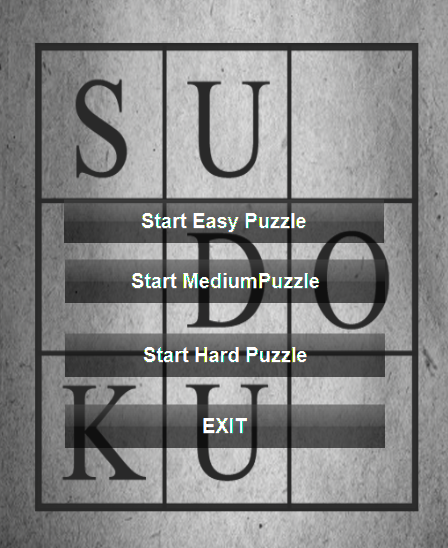 S U
Start Easy Puzzle
D O
Start MediumPuzzle
Start Hard Puzzle
K U
EXIT